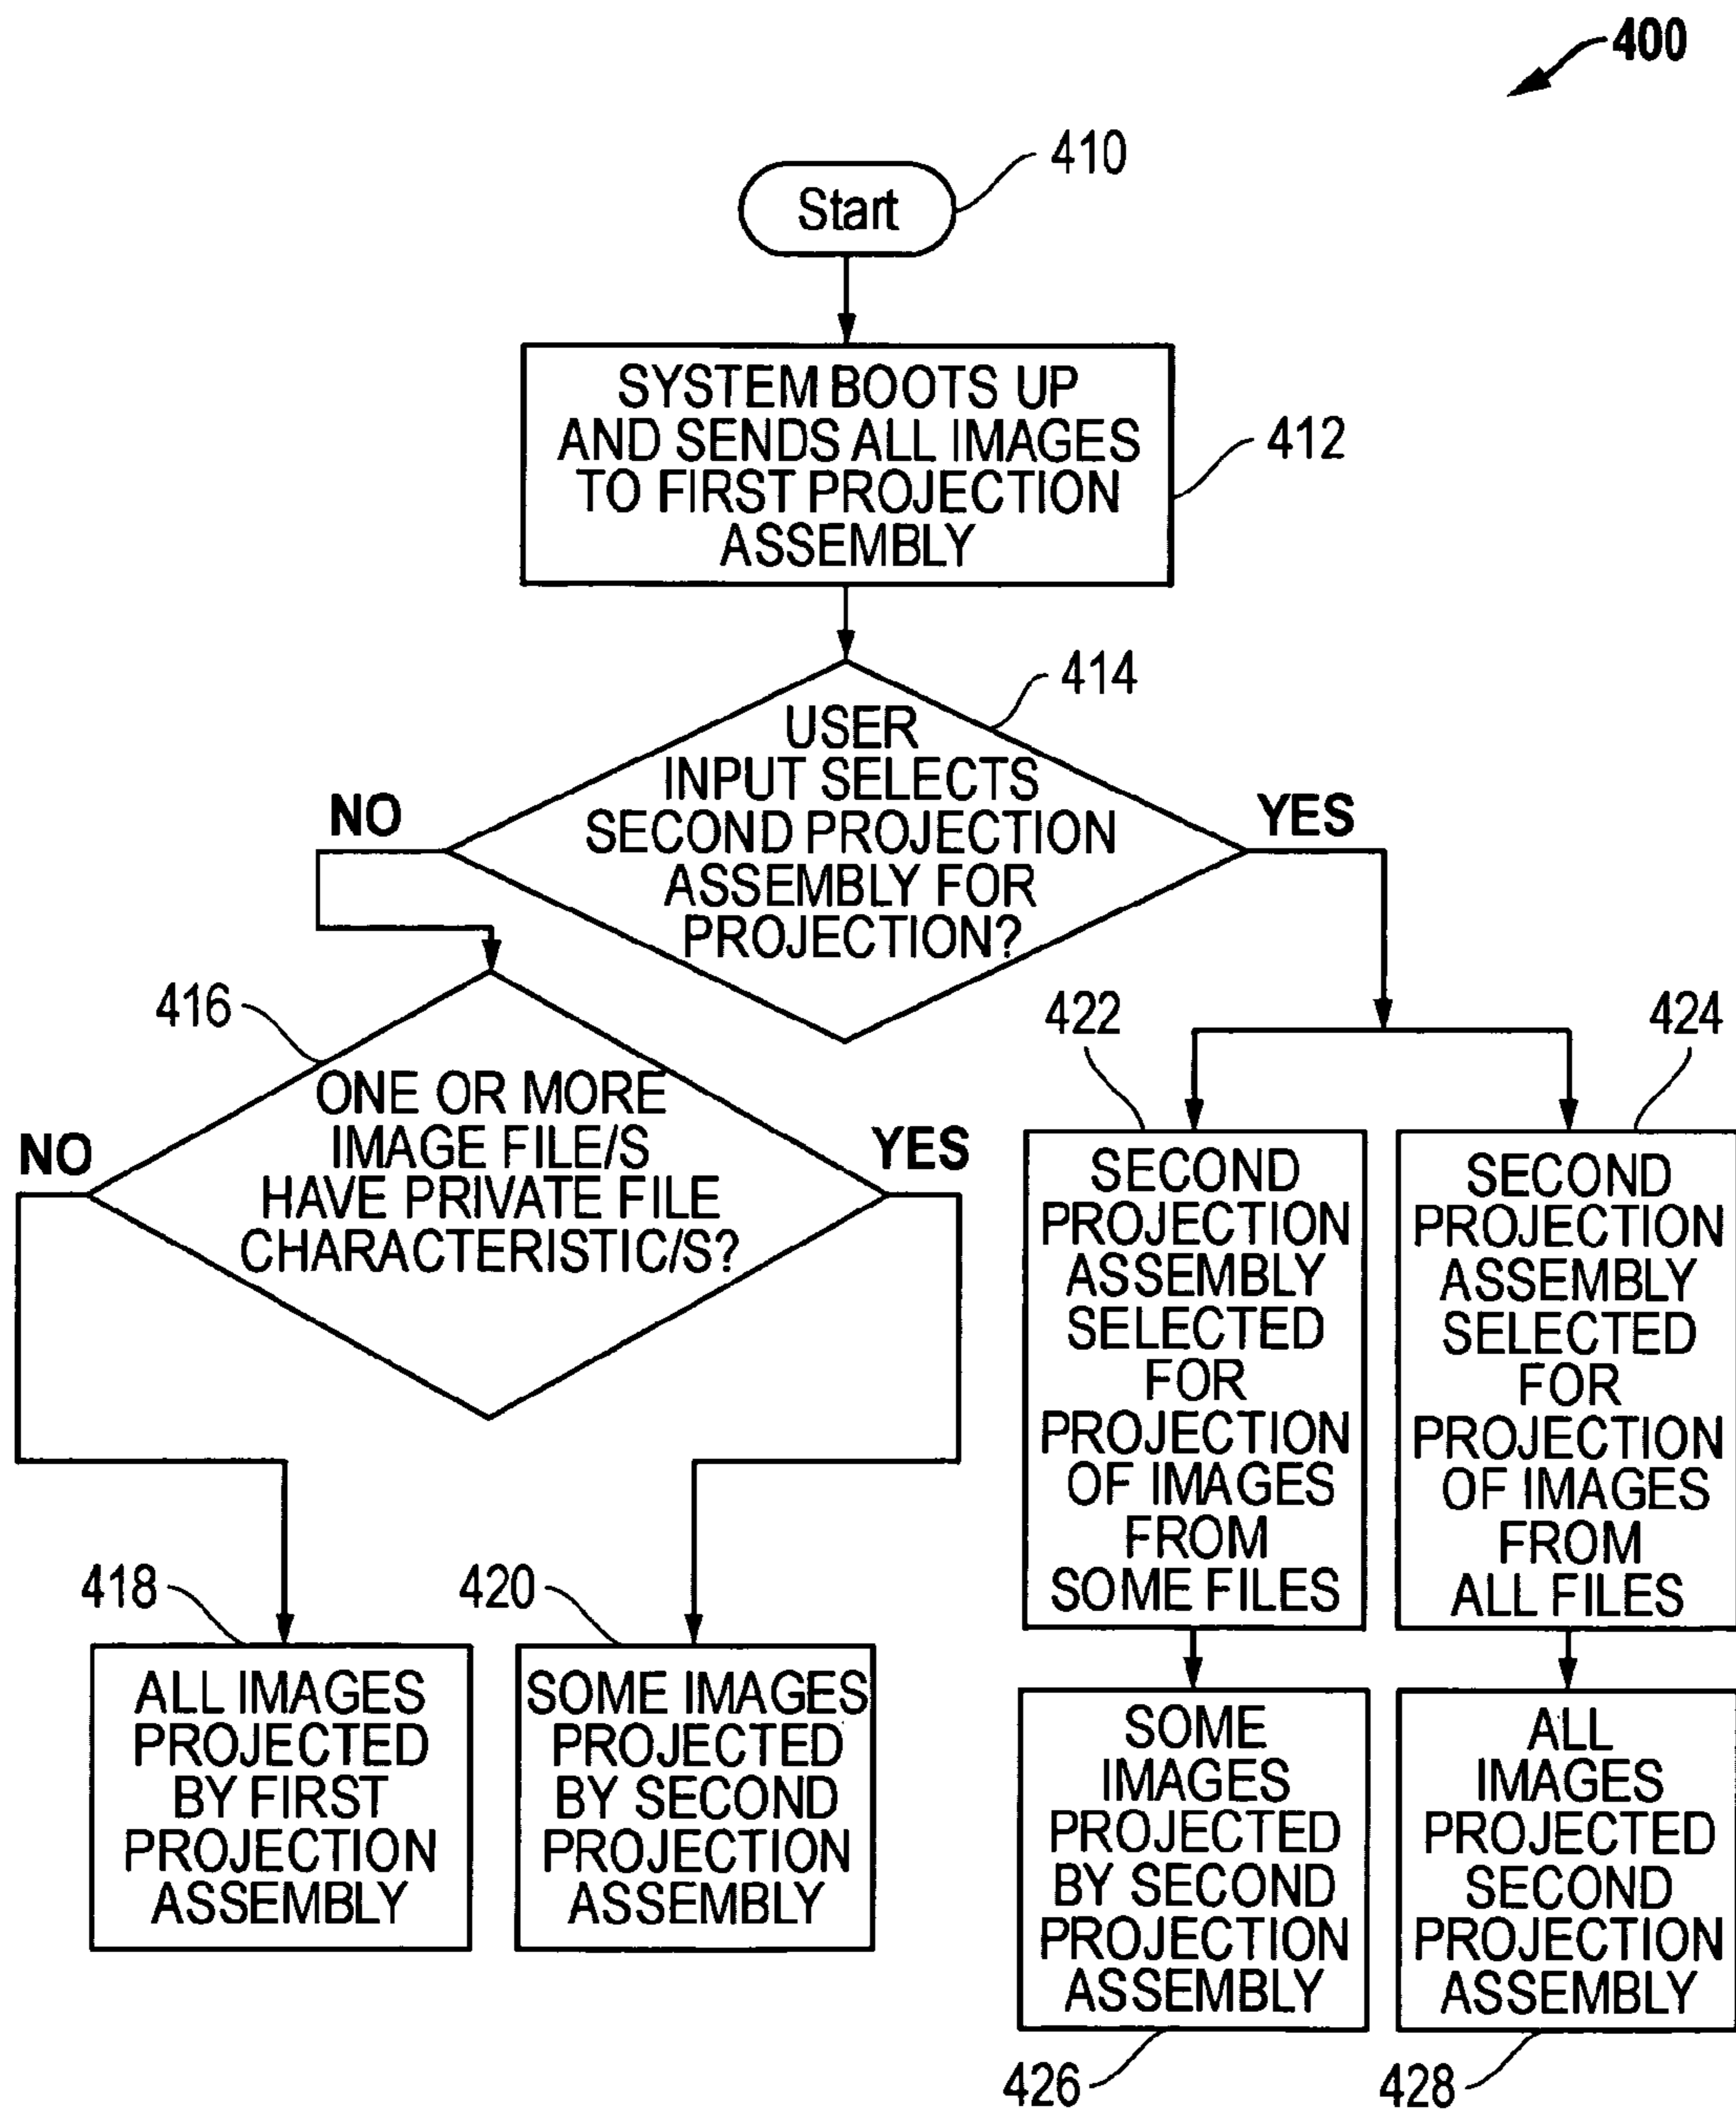 400
410
Start
SYSTEM BOOTS UP
AND SENDS ALL IMAGES
TO FIRST PROJECTION
ASSEMBLY
412
414
USER
INPUT SELECTS
SECOND PROJECTION
ASSEMBLY FOR
PROJECTION?
NO
YES
416
ONE OR MORE
IMAGE FILE/S
HAVE PRIVATE FILE
CHARACTERISTIC/S?
NO
YES
422
SECOND
PROJECTION
ASSEMBLY
SELECTED
FOR
PROJECTION
OF IMAGES
FROM
SOME FILES
424
SECOND
PROJECTION
ASSEMBLY
SELECTED
FOR
PROJECTION
OF IMAGES
FROM
ALL FILES
418
ALL IMAGES
PROJECTED
BY FIRST
PROJECTION
ASSEMBLY
420
SOME IMAGES
PROJECTED
BY SECOND
PROJECTION
ASSEMBLY
SOME
IMAGES
PROJECTED
BY SECOND
PROJECTION
ASSEMBLY
426
ALL
IMAGES
PROJECTED
SECOND
PROJECTION
ASSEMBLY
428